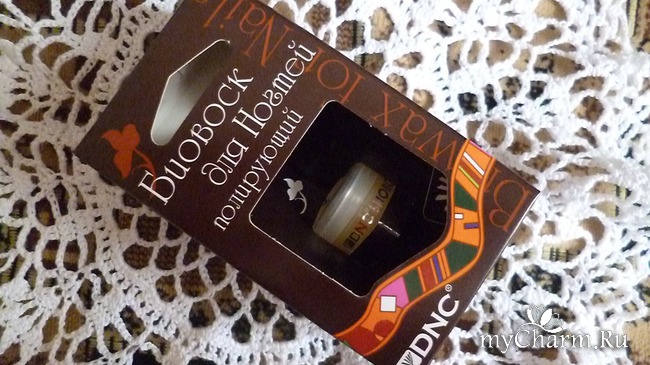 Биовоск
для Ногтей
полирующий
Biowax for Nails
DNC
DNC®
myCharm.Ru